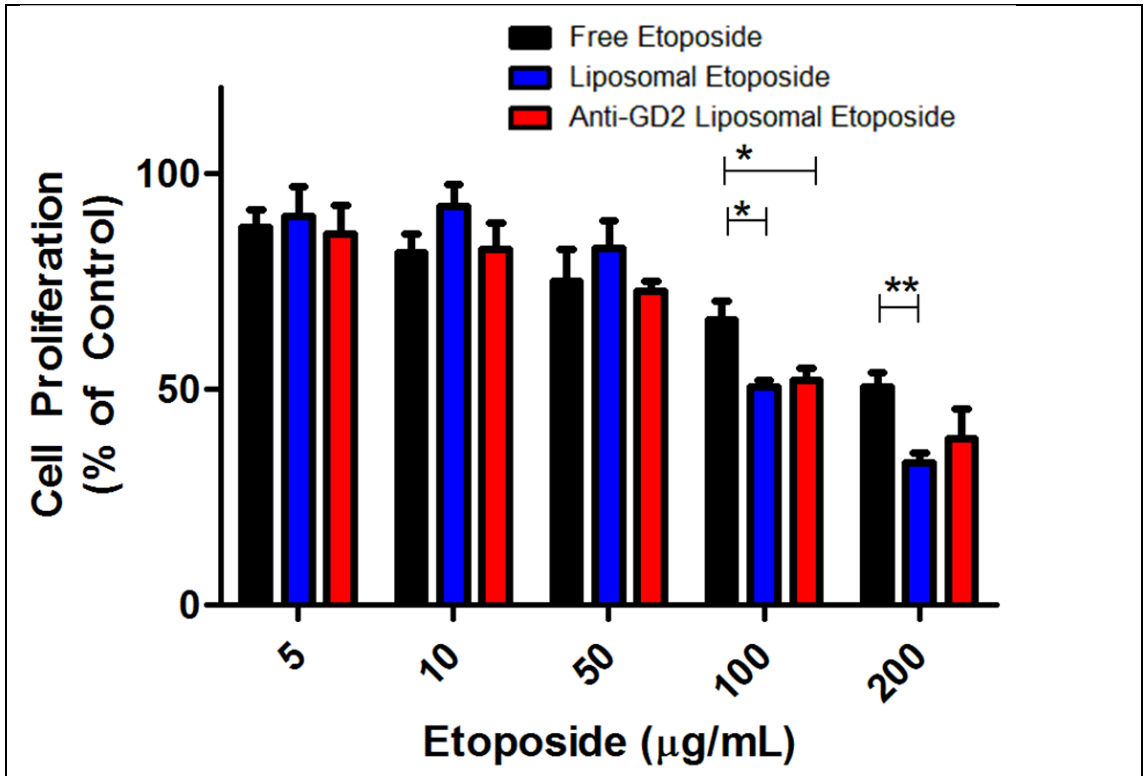 Free Etoposide
Liposomal Etoposide
Anti-GD2 Liposomal Etoposide
Cell Proliferation
(% of Control)
100
50
0
*
*
**
5
10
50
100
200
Etoposide (μg/mL)